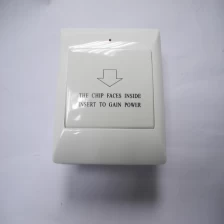 THE CHIP FACES INSIDE
INSERT TO GAIN POWER